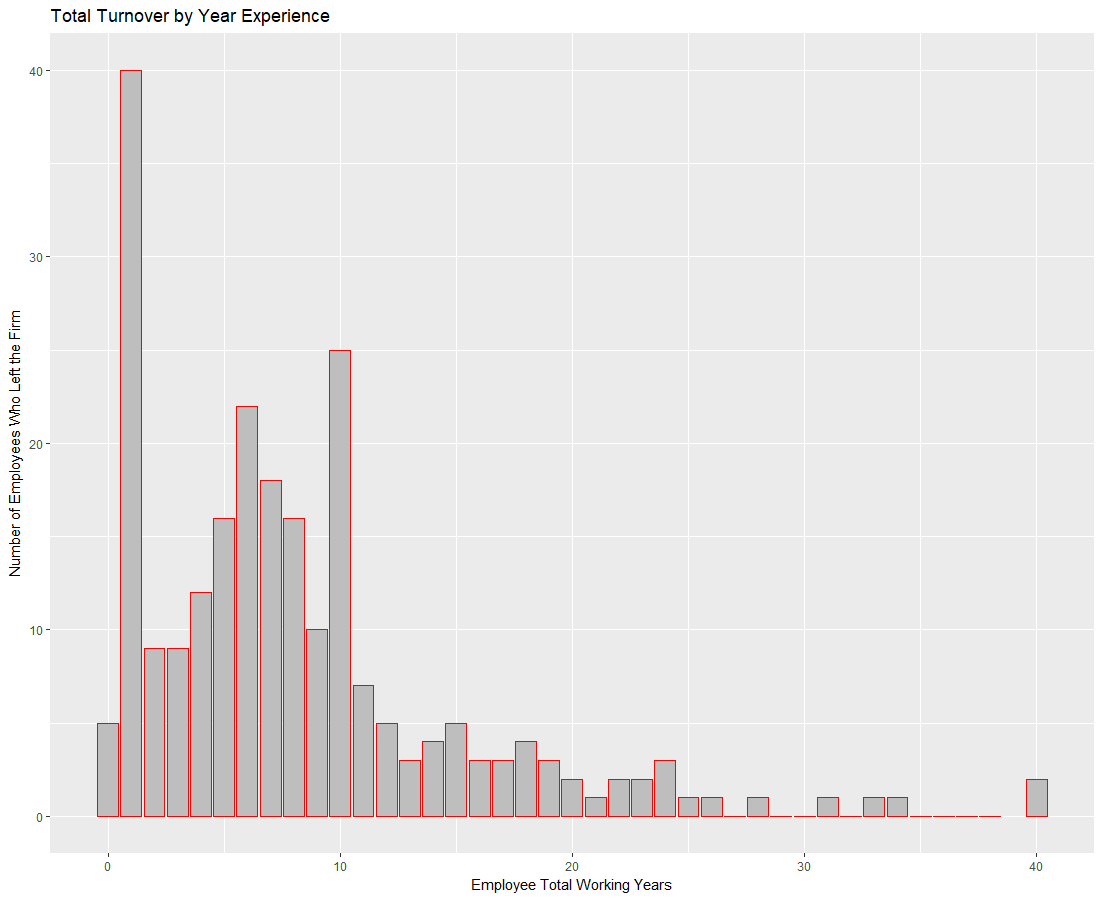 Total Turnover by Year Experience
Number of Employees Who Left the Firm
40
30
20
10
0
0 10 20 30 40
Employee Total Working Years